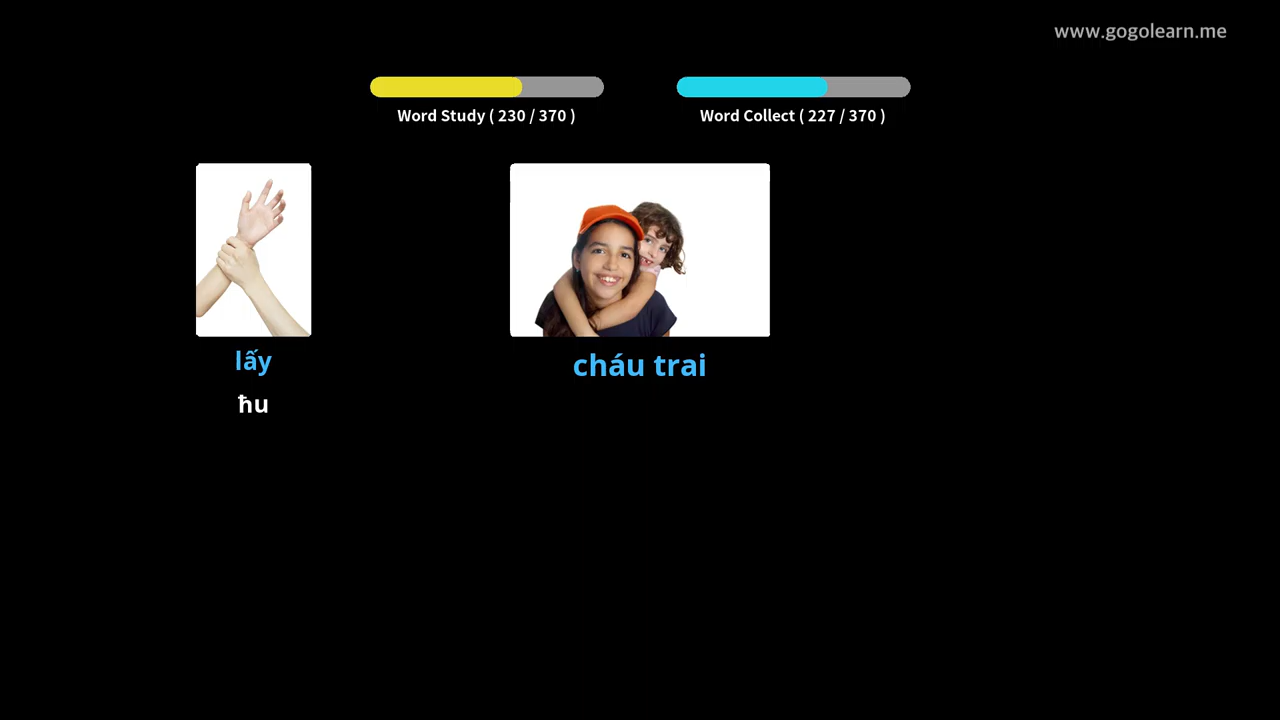 www.gogolearn.me
Word Study ( 230 / 370 )
Word Collect ( 227 / 370 )
lấy
ħu
cháu trai